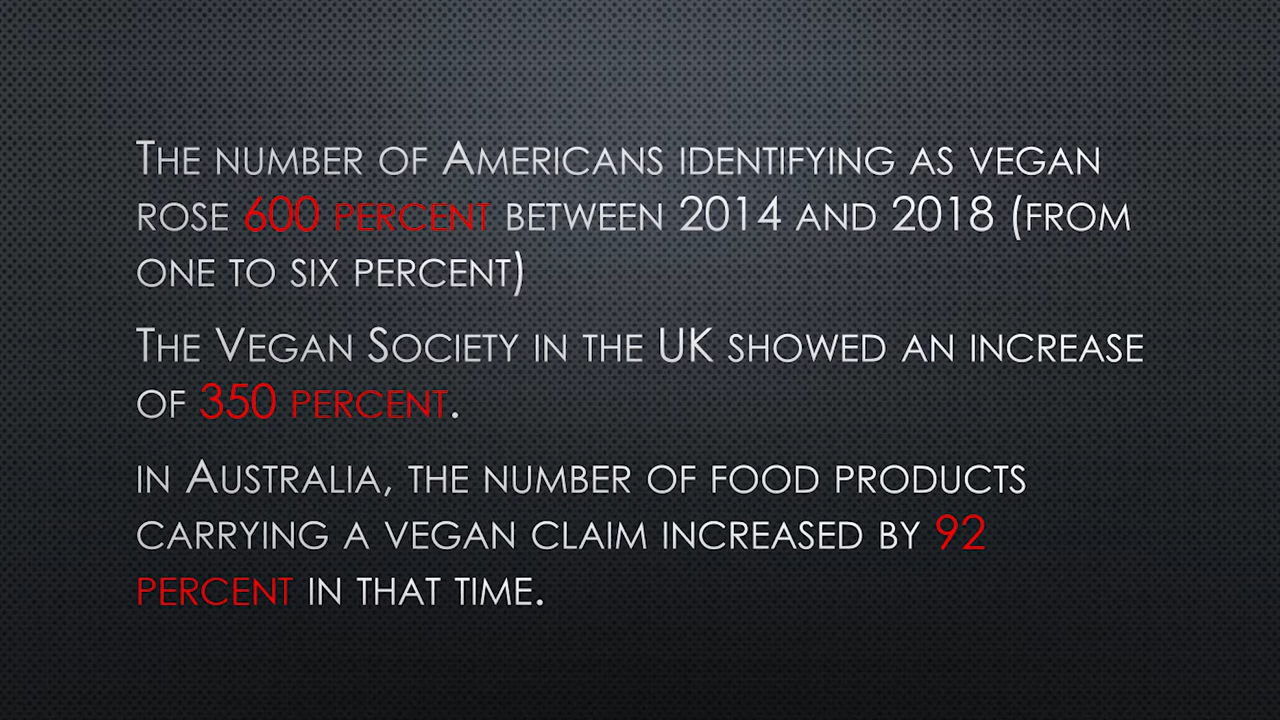 The number of Americans identifying as vegan
rose 600 percent between 2014 and 2018 (from
one to six percent)
The Vegan Society in the UK showed an increase
of 350 percent.
in Australia, the number of food products
carrying a vegan claim increased by 92
percent in that time.